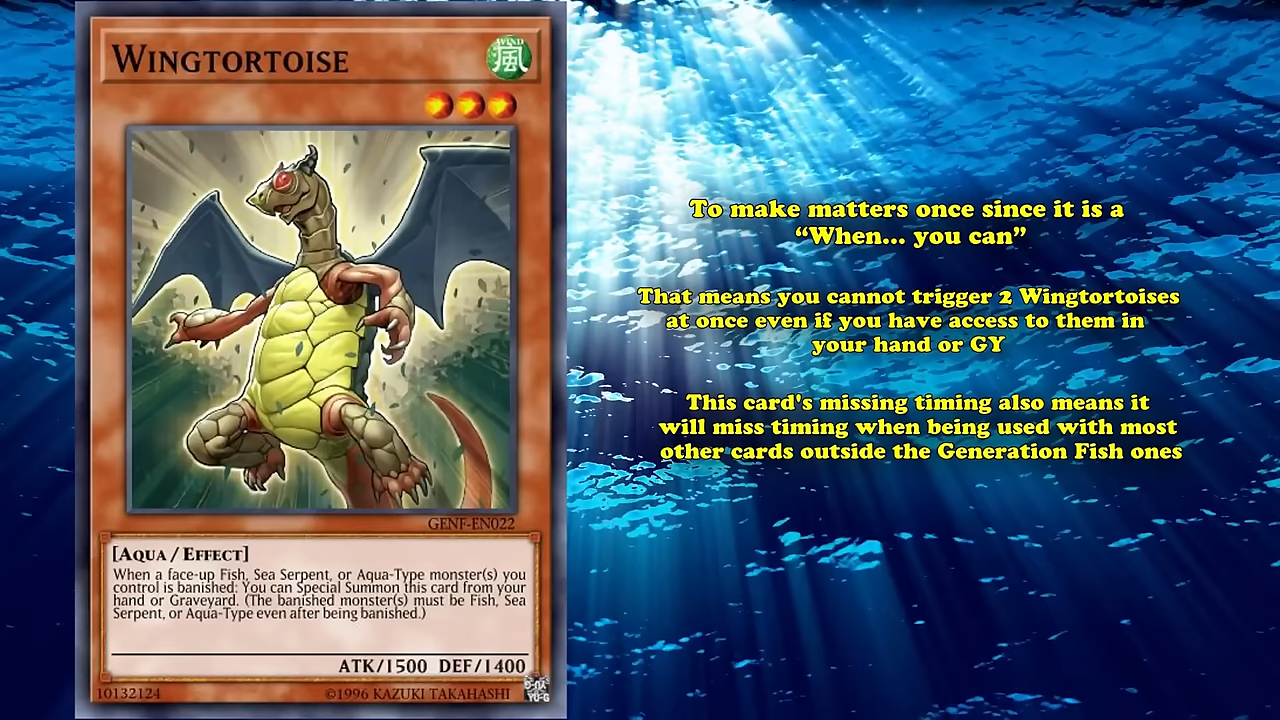 WINGTORTOISE
WIND
風
To make matters once since it is a
“When... you can”
That means you cannot trigger 2 Wingtortoises
at once even if you have access to them in
your hand or GY
This card's missing timing also means it
will miss timing when being used with most
other cards outside the Generation Fish ones
GENF-EN022
[AQUA / EFFECT]
When a face-up Fish, Sea Serpent, or Aqua-Type monster(s) you
control is banished: You can Special Summon this card from your
hand or Graveyard. (The banished monster(s) must be Fish, Sea
Serpent, or Aqua-Type even after being banished.)
ATK/1500 DEF/1400
10132124
©1996 KAZUKI TAKAHASHI